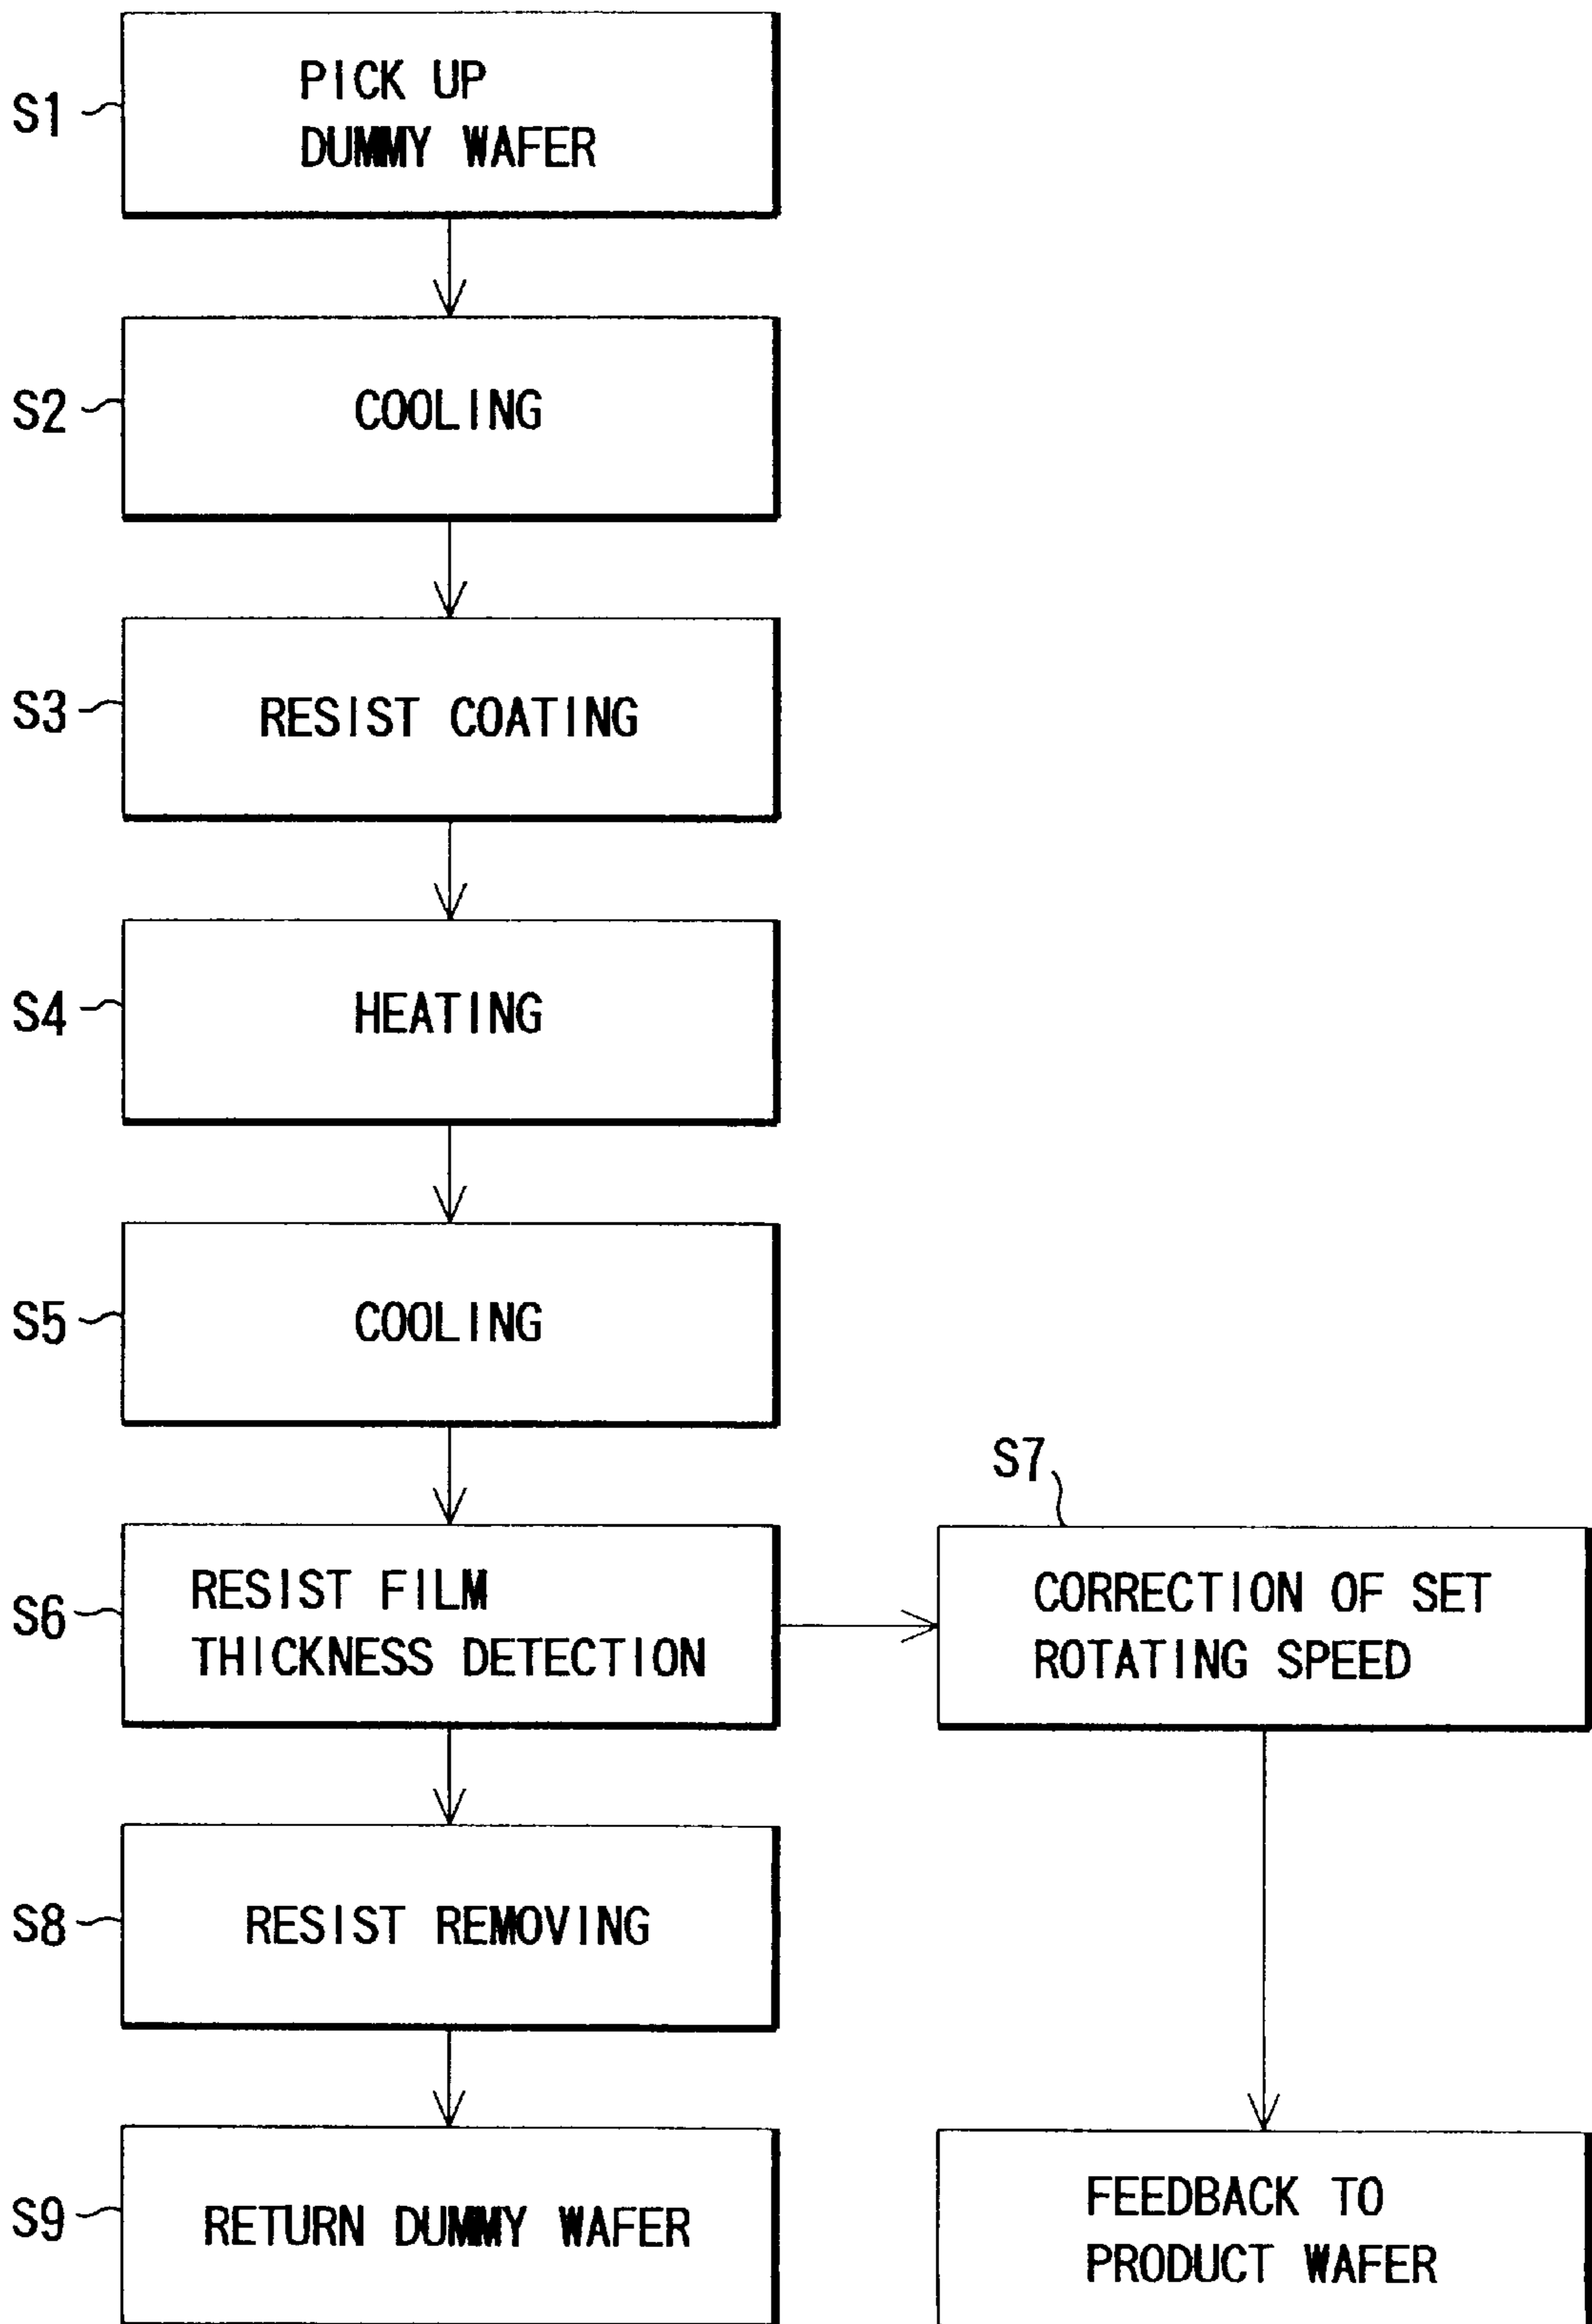 S1
PICK UP
DUMMY WAFER
S2
COOLING
S3
RESIST COATING
S4
HEATING
S5
COOLING
S6
RESIST FILM
THICKNESS DETECTION
S7
CORRECTION OF SET
ROTATING SPEED
S8
RESIST REMOVING
S9
RETURN DUMMY WAFER
FEEDBACK TO
PRODUCT WAFER